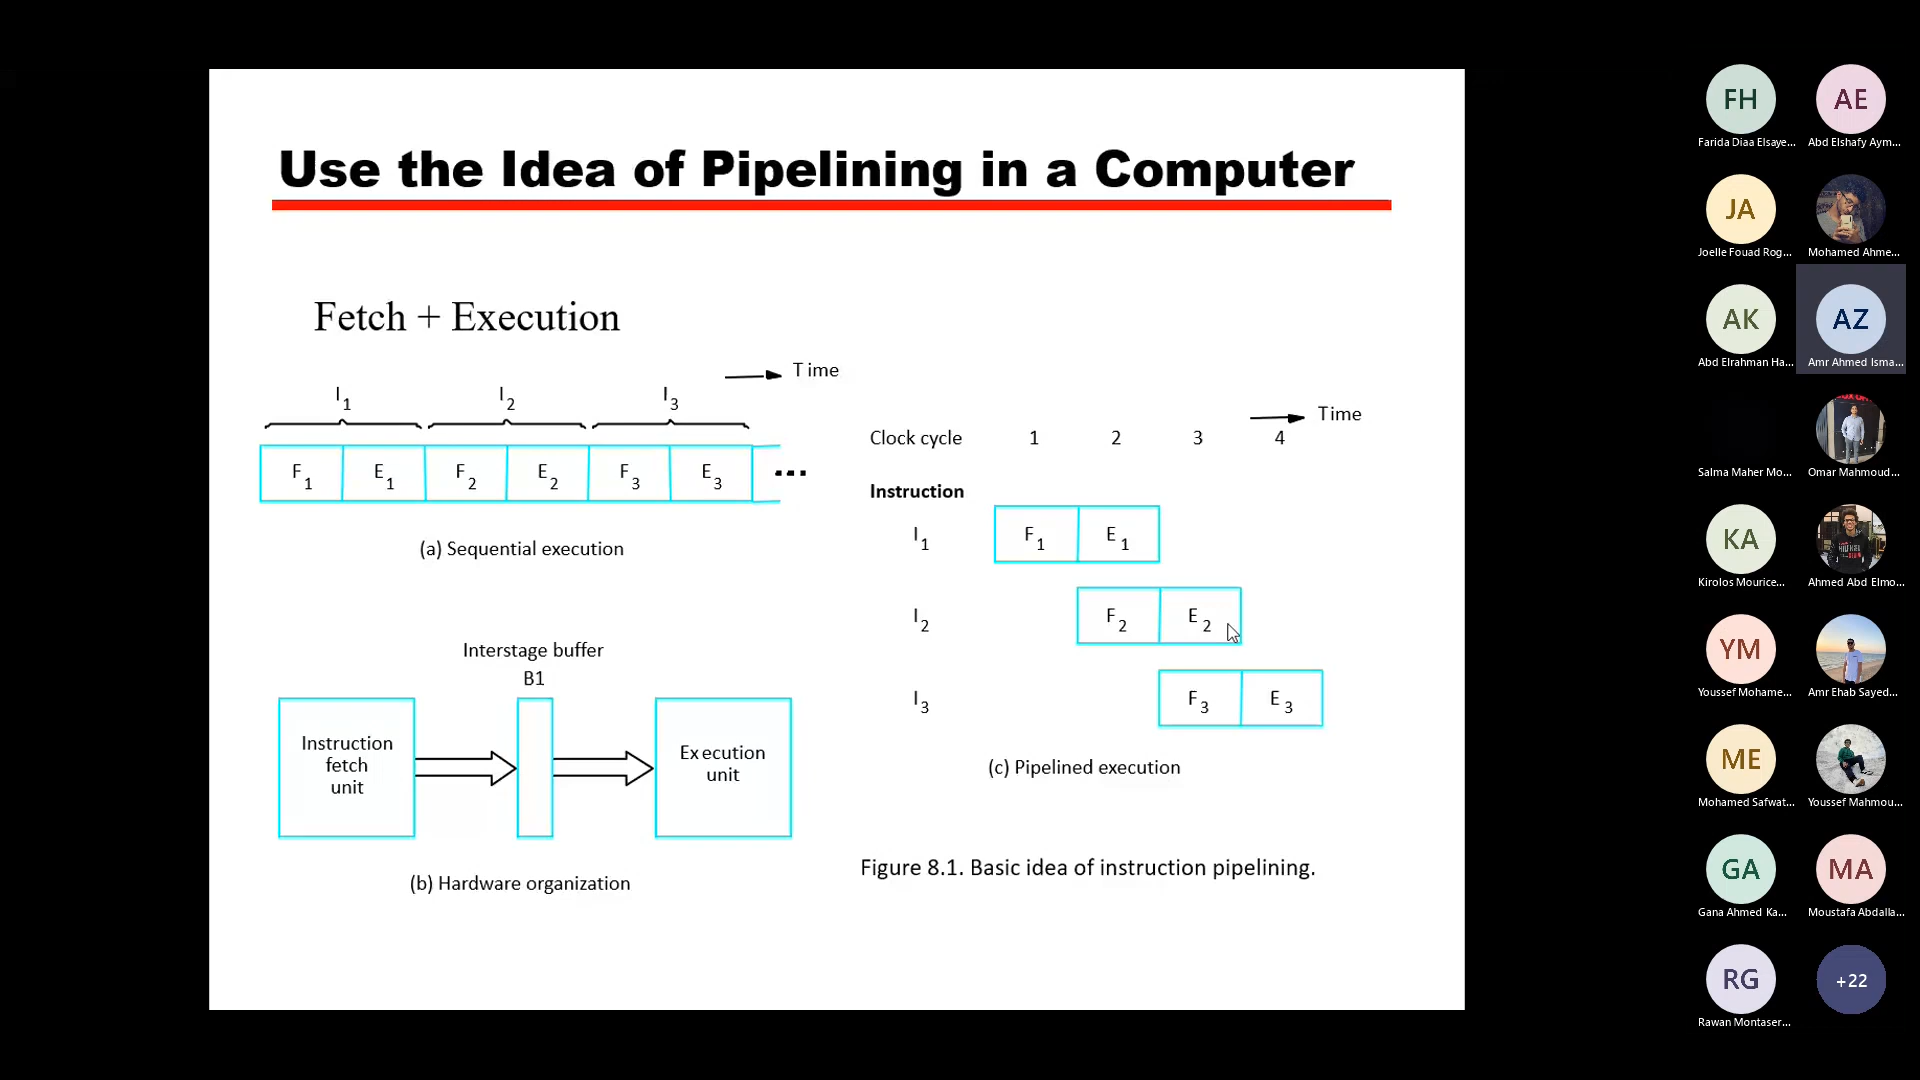 Use the Idea of Pipelining in a Computer
Fetch + Execution
Time
I1 I2 I3
F1 E1 F2 E2 F3 E3 ...
(a) Sequential execution
Interstage buffer
B1
Instruction
fetch
unit
Execution
unit
(b) Hardware organization
Time
Clock cycle 1 2 3 4
Instruction
I1 F1 E1
I2 F2 E2
I3 F3 E3
(c) Pipelined execution
Figure 8.1. Basic idea of instruction pipelining.
FH AE
Farida Diaa Elsaye... Abd Elshafy Aym...
JA
Joelle Fouad Rog... Mohamed Ahme...
AK AZ
Abd Elrahman Ha... Amr Ahmed Isma...
Salma Maher Mo... Omar Mahmoud...
KA
Kirolos Mourice... Ahmed Abd Elmo...
YM
Youssef Mohame... Amr Ehab Sayed...
ME
Mohamed Safwat... Youssef Mahmou...
GA MA
Gana Ahmed Ka... Moustafa Abdalla...
RG +22
Rawan Montaser...